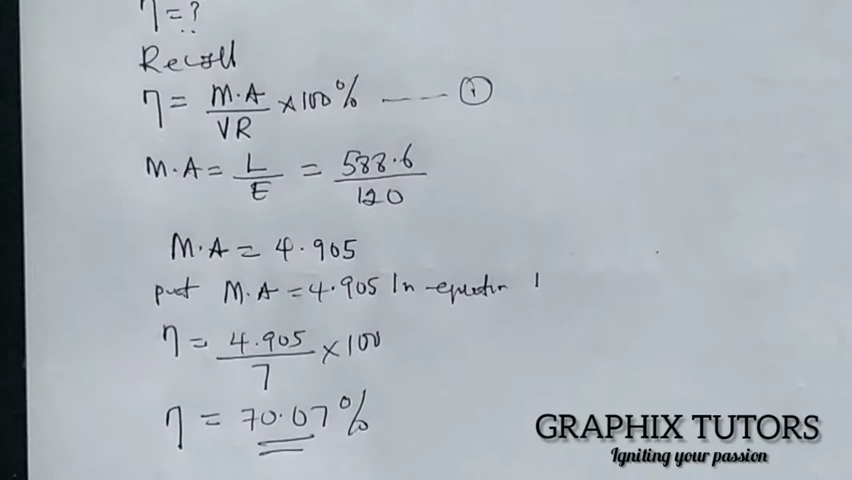 η = ?
Recall
η = M.A/VR × 100% —— ①
M.A = L/E = 588.6/120
M.A = 4.905
put M.A = 4.905 In equation 1
η = 4.905/7 × 100
η = 70.07%
GRAPHIX TUTORS
Igniting your passion